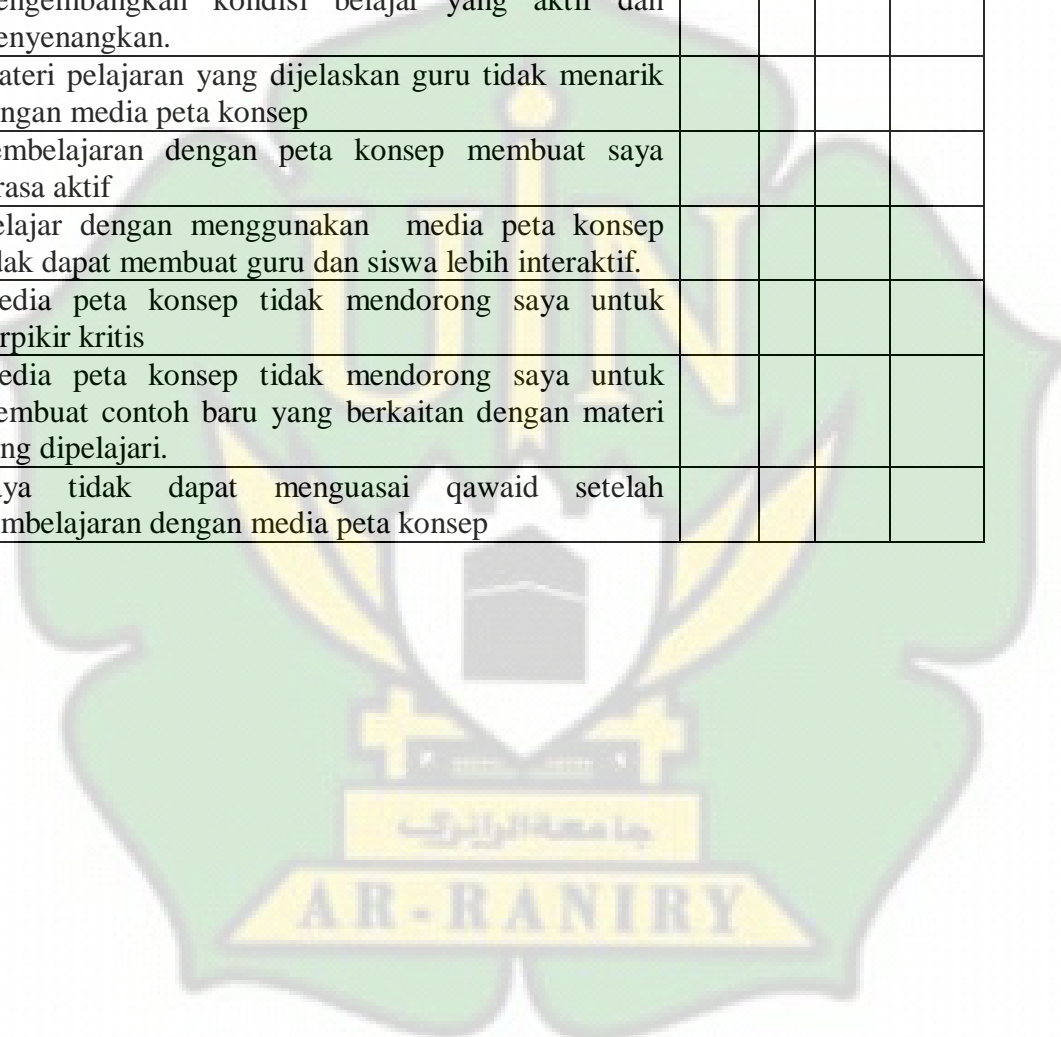 engembangkan kondisi belajar yang aktif dan
enyenangkan.
ateri pelajaran yang dijelaskan guru tidak menarik
ngan media peta konsep
embelajaran dengan peta konsep membuat saya
rasa aktif
elajar dengan menggunakan media peta konsep
dak dapat membuat guru dan siswa lebih interaktif.
edia peta konsep tidak mendorong saya untuk
rpikir kritis
edia peta konsep tidak mendorong saya untuk
embuat contoh baru yang berkaitan dengan materi
ng dipelajari.
aya tidak dapat menguasai qawaid setelah
mbelajaran dengan media peta konsep
UIN
جامعة الرانري
AR-RANIRY